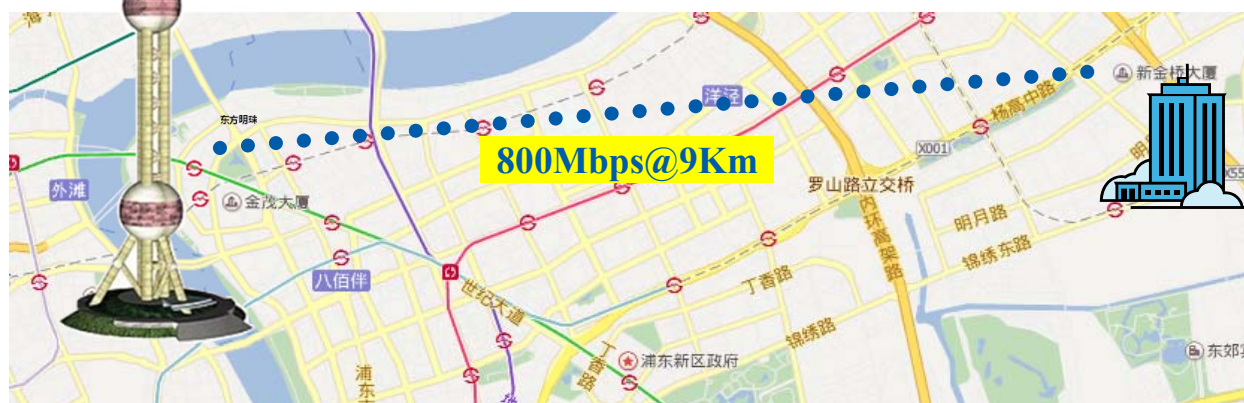 东方明珠
800Mbps@9Km
洋泾
新金桥大厦
杨高中路
X001
外滩
金茂大厦
罗山路立交桥
内环高架路
明月路
锦绣东路
八佰伴
世纪大道
丁香路
锦绣路
丁香路
浦东新区政府
浦东
东郊